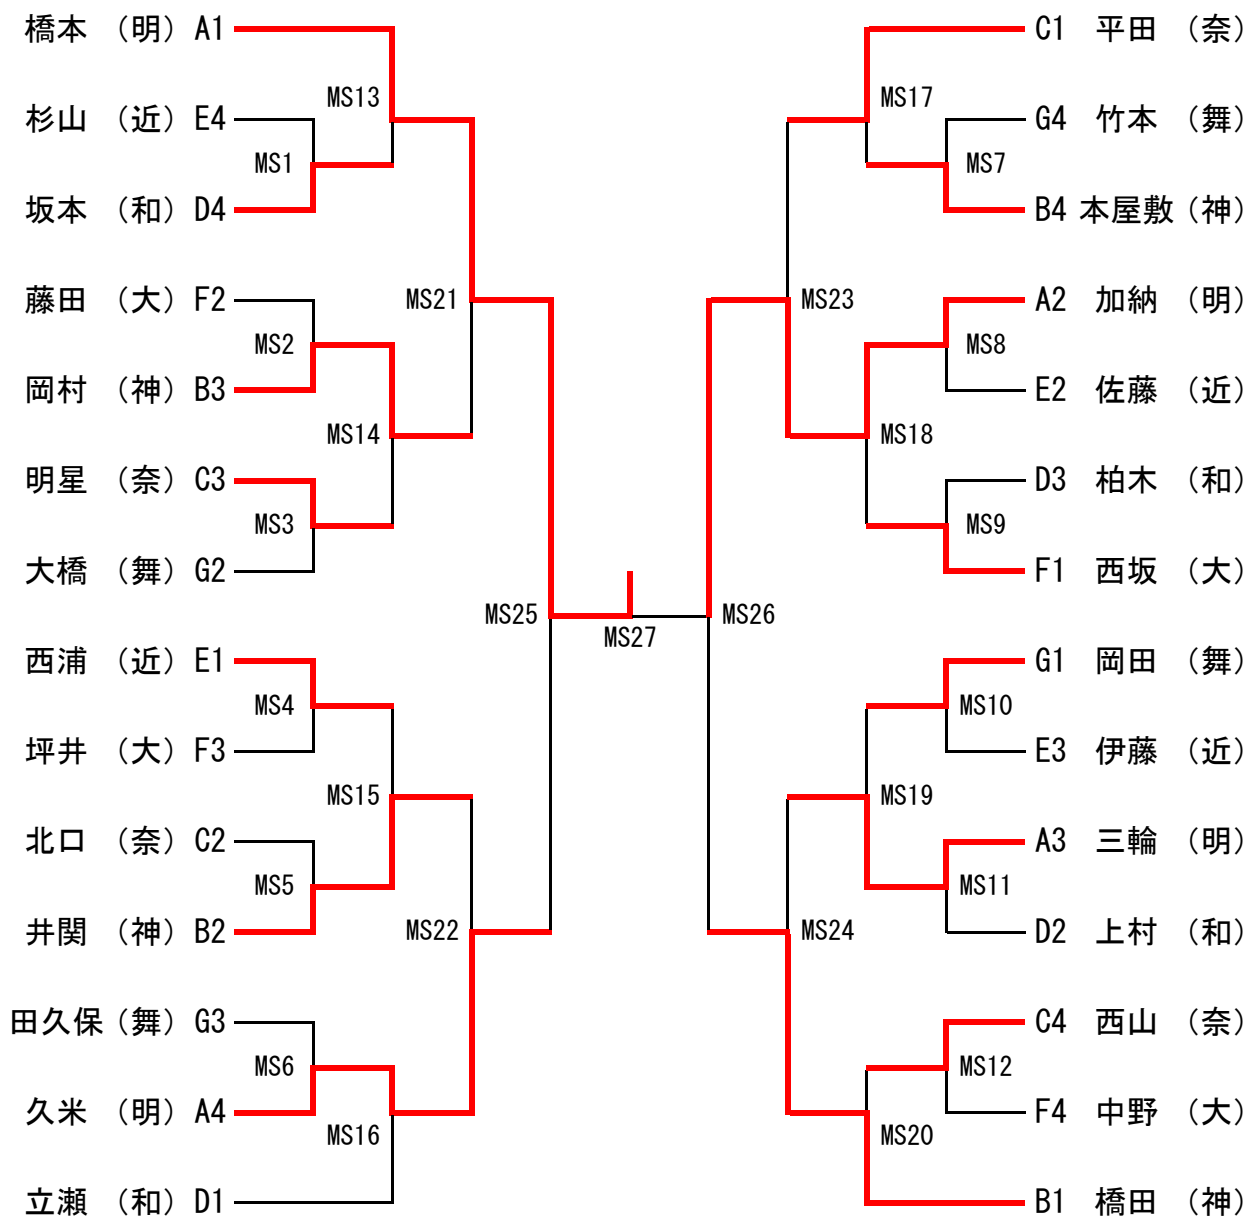 橋本 （明） A1
MS13
杉山 （近） E4
MS1
坂本 （和） D4
藤田 （大） F2
MS21
MS2
岡村 （神） B3
MS14
明星 （奈） C3
MS3
大橋 （舞） G2
MS25
西浦 （近） E1
MS4
坪井 （大） F3
MS15
北口 （奈） C2
MS5
井関 （神） B2
MS22
田久保（舞） G3
MS6
久米 （明） A4
MS16
立瀬 （和） D1
MS27
C1 平田 （奈）
MS17
G4 竹本 （舞）
MS7
B4 本屋敷（神）
MS23
A2 加納 （明）
MS8
E2 佐藤 （近）
MS18
D3 柏木 （和）
MS9
F1 西坂 （大）
MS26
G1 岡田 （舞）
MS10
E3 伊藤 （近）
MS19
A3 三輪 （明）
MS11
D2 上村 （和）
MS24
C4 西山 （奈）
MS12
F4 中野 （大）
MS20
B1 橋田 （神）